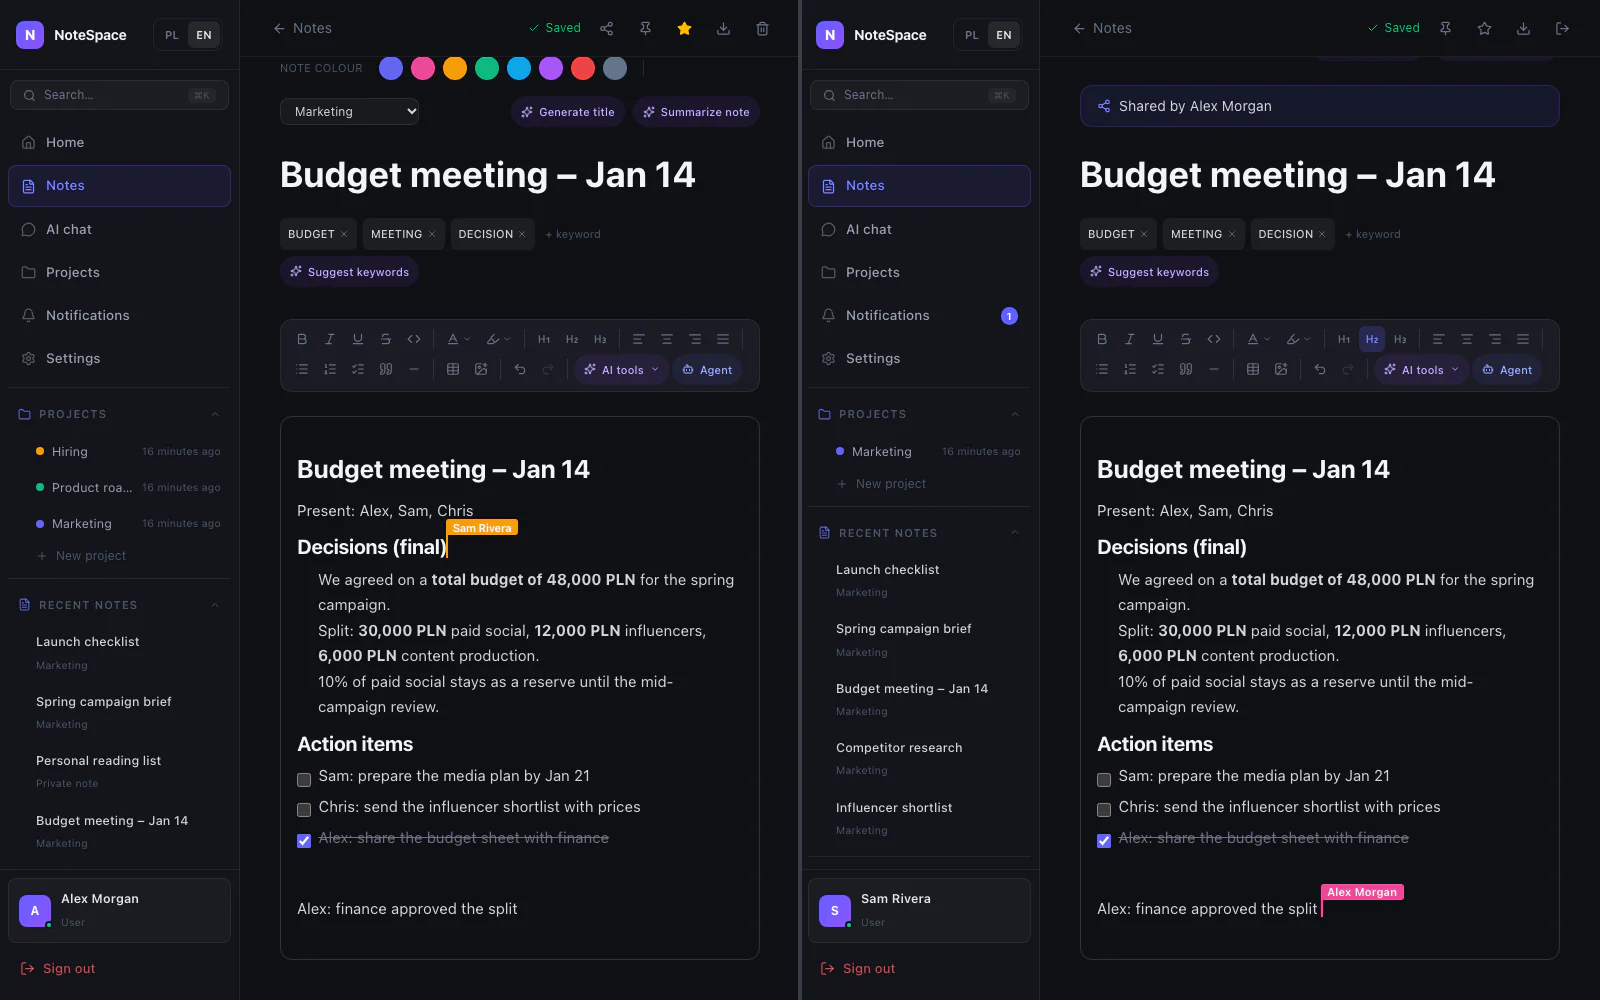 N NoteSpace PL EN
Search... ⌘K
Home
Notes
AI chat
Projects
Notifications
Settings
PROJECTS
Hiring 16 minutes ago
Product roa... 16 minutes ago
Marketing 16 minutes ago
+ New project
RECENT NOTES
Launch checklist
Marketing
Spring campaign brief
Marketing
Personal reading list
Private note
Budget meeting – Jan 14
Marketing
A Alex Morgan
User
Sign out
← Notes ✓ Saved
NOTE COLOUR
Marketing Generate title Summarize note
Budget meeting – Jan 14
BUDGET × MEETING × DECISION × + keyword
Suggest keywords
B I U S <> A H1 H2 H3
AI tools Agent
Budget meeting – Jan 14
Present: Alex, Sam, Chris
Sam Rivera
Decisions (final)
We agreed on a total budget of 48,000 PLN for the spring
campaign.
Split: 30,000 PLN paid social, 12,000 PLN influencers,
6,000 PLN content production.
10% of paid social stays as a reserve until the mid-
campaign review.
Action items
Sam: prepare the media plan by Jan 21
Chris: send the influencer shortlist with prices
Alex: share the budget sheet with finance
Alex: finance approved the split
N NoteSpace PL EN
Search... ⌘K
Home
Notes
AI chat
Projects
Notifications 1
Settings
PROJECTS
Marketing 16 minutes ago
+ New project
RECENT NOTES
Launch checklist
Marketing
Spring campaign brief
Marketing
Budget meeting – Jan 14
Marketing
Competitor research
Marketing
Influencer shortlist
Marketing
S Sam Rivera
User
Sign out
← Notes ✓ Saved
Shared by Alex Morgan
Budget meeting – Jan 14
BUDGET × MEETING × DECISION × + keyword
Suggest keywords
B I U S <> A H1 H2 H3
AI tools Agent
Budget meeting – Jan 14
Present: Alex, Sam, Chris
Decisions (final)
We agreed on a total budget of 48,000 PLN for the spring
campaign.
Split: 30,000 PLN paid social, 12,000 PLN influencers,
6,000 PLN content production.
10% of paid social stays as a reserve until the mid-
campaign review.
Action items
Sam: prepare the media plan by Jan 21
Chris: send the influencer shortlist with prices
Alex: share the budget sheet with finance
Alex Morgan
Alex: finance approved the split